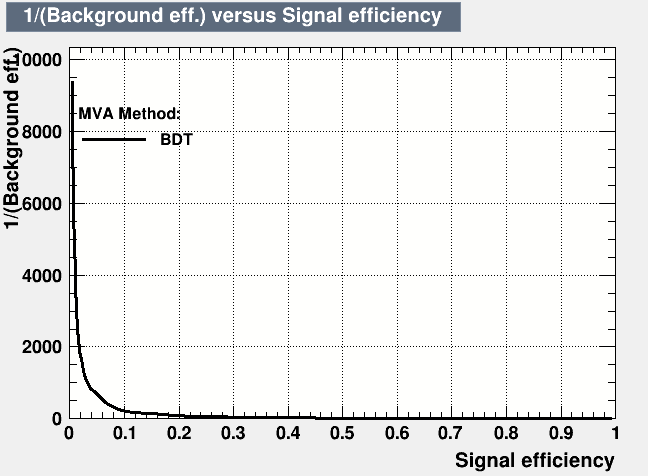 1/(Background eff.) versus Signal efficiency
1/(Background eff.)
10000
8000
6000
4000
2000
0
MVA Method:
BDT
0 0.1 0.2 0.3 0.4 0.5 0.6 0.7 0.8 0.9 1
Signal efficiency